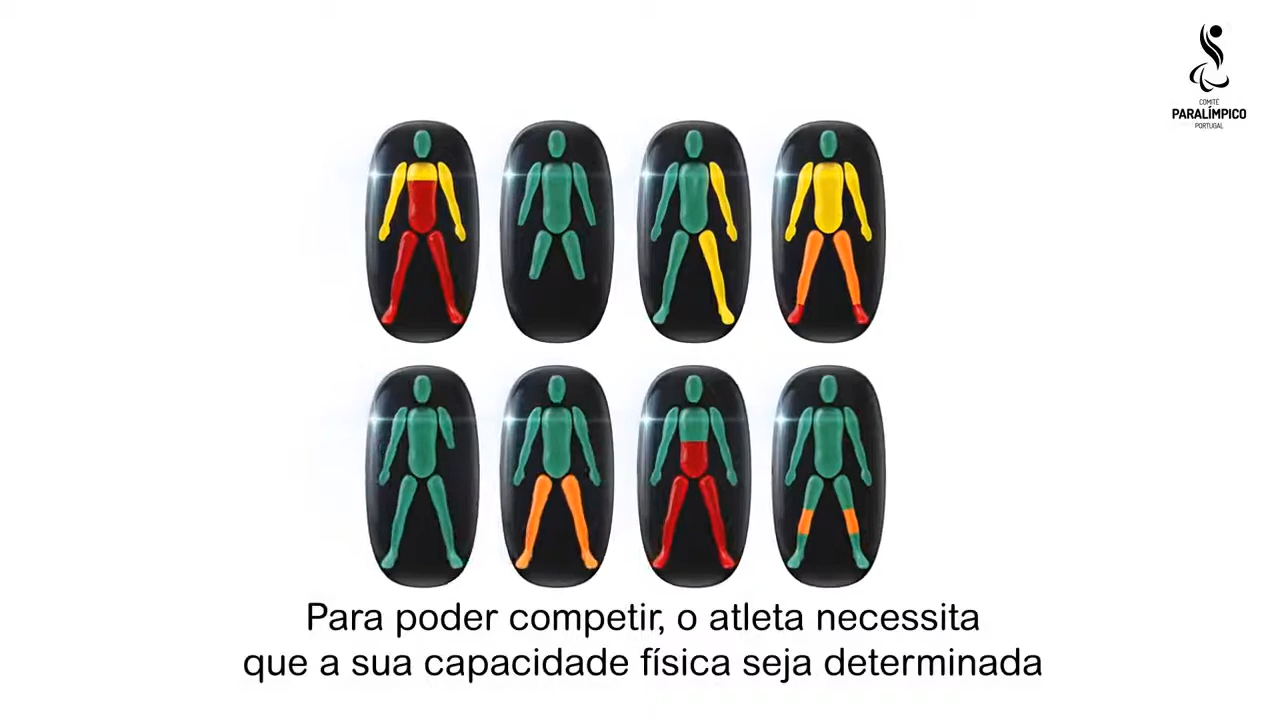 COMITÉ
PARALÍMPICO
PORTUGAL
Para poder competir, o atleta necessita
que a sua capacidade física seja determinada